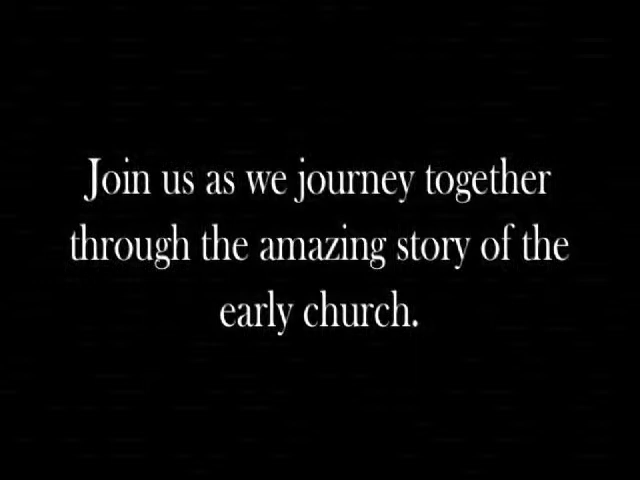 Join us as we journey together
through the amazing story of the
early church.